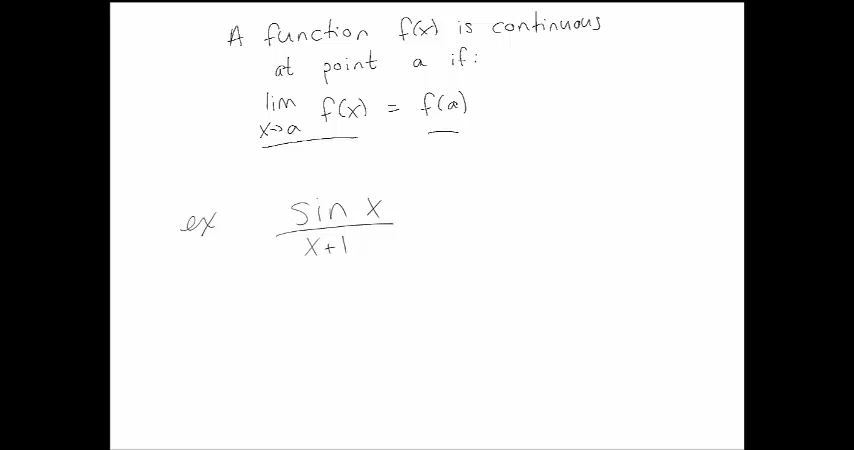 A function f(x) is continuous
at point a if:
lim f(x) = f(a)
x→a
ex sin x
x+1